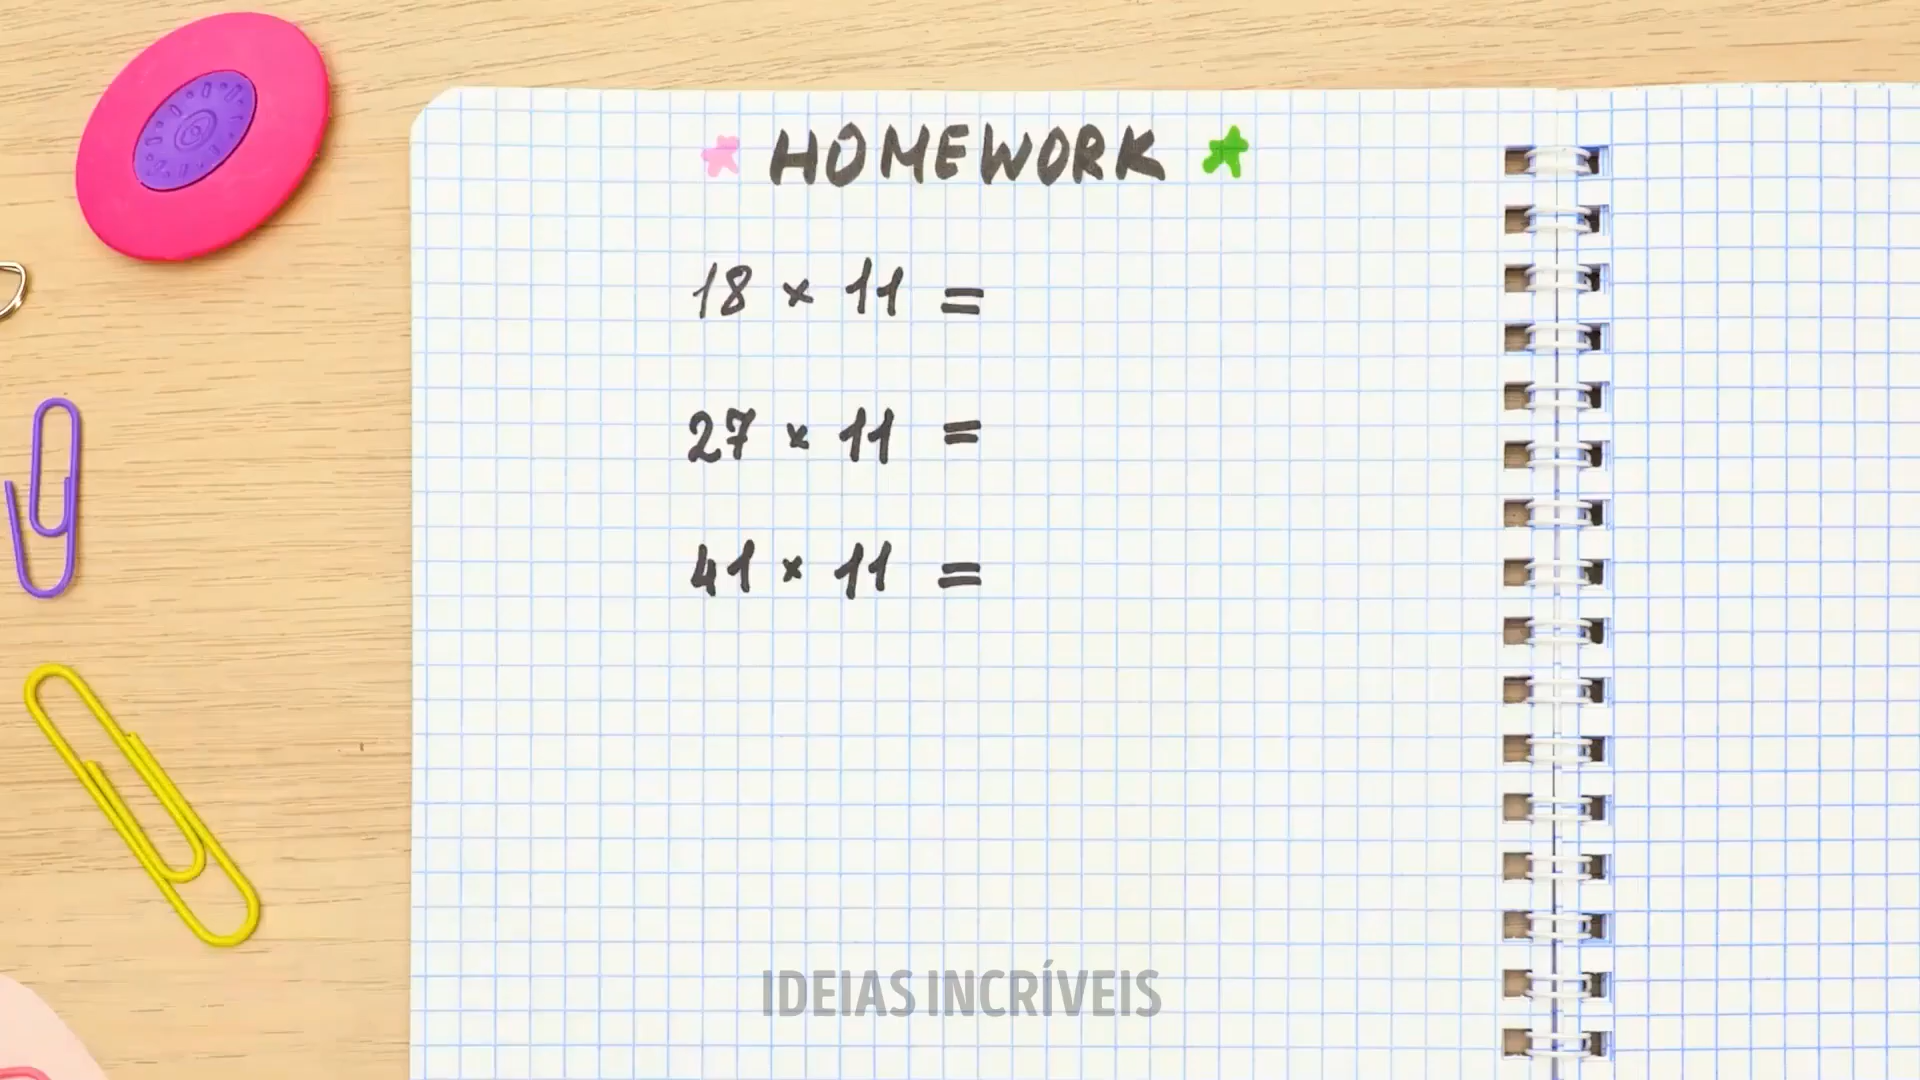 HOMEWORK
18 × 11 =
27 × 11 =
41 × 11 =
IDEIAS INCRÍVEIS